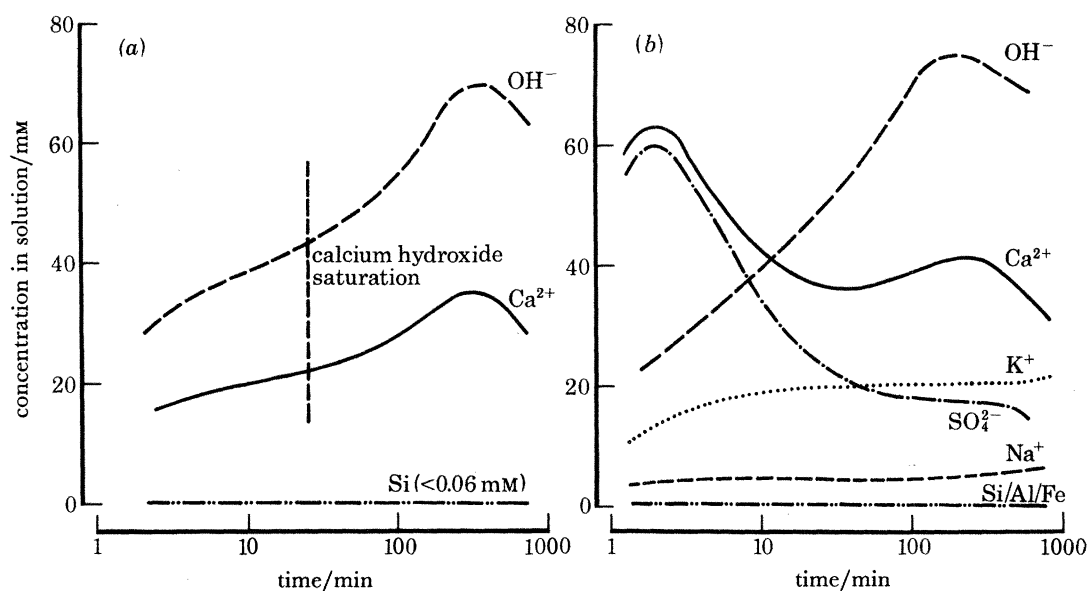 80
60
40
20
0
concentration in solution/mM
(a)
OH⁻
calcium hydroxide
saturation
Ca²⁺
Si (<0.06 mM)
1
10
100
1000
time/min
80
60
40
20
0
(b)
OH⁻
Ca²⁺
K⁺
SO₄²⁻
Na⁺
Si/Al/Fe
1
10
100
1000
time/min